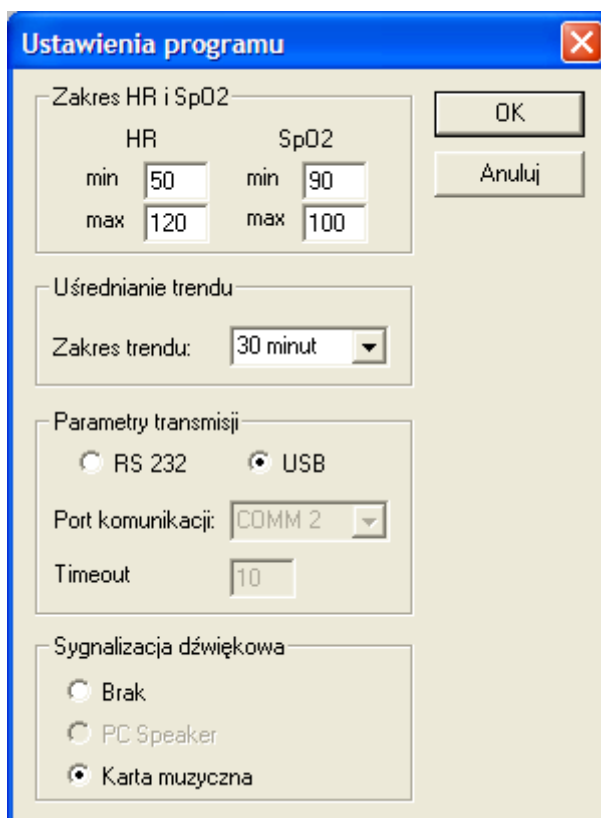 Ustawienia programu
Zakres HR i SpO2
OK
HR SpO2
min 50 min 90
Anuluj
max 120 max 100
Uśrednianie trendu
Zakres trendu: 30 minut
Parametry transmisji
RS 232 USB
Port komunikacji: COMM 2
Timeout 10
Sygnalizacja dźwiękowa
Brak
PC Speaker
Karta muzyczna